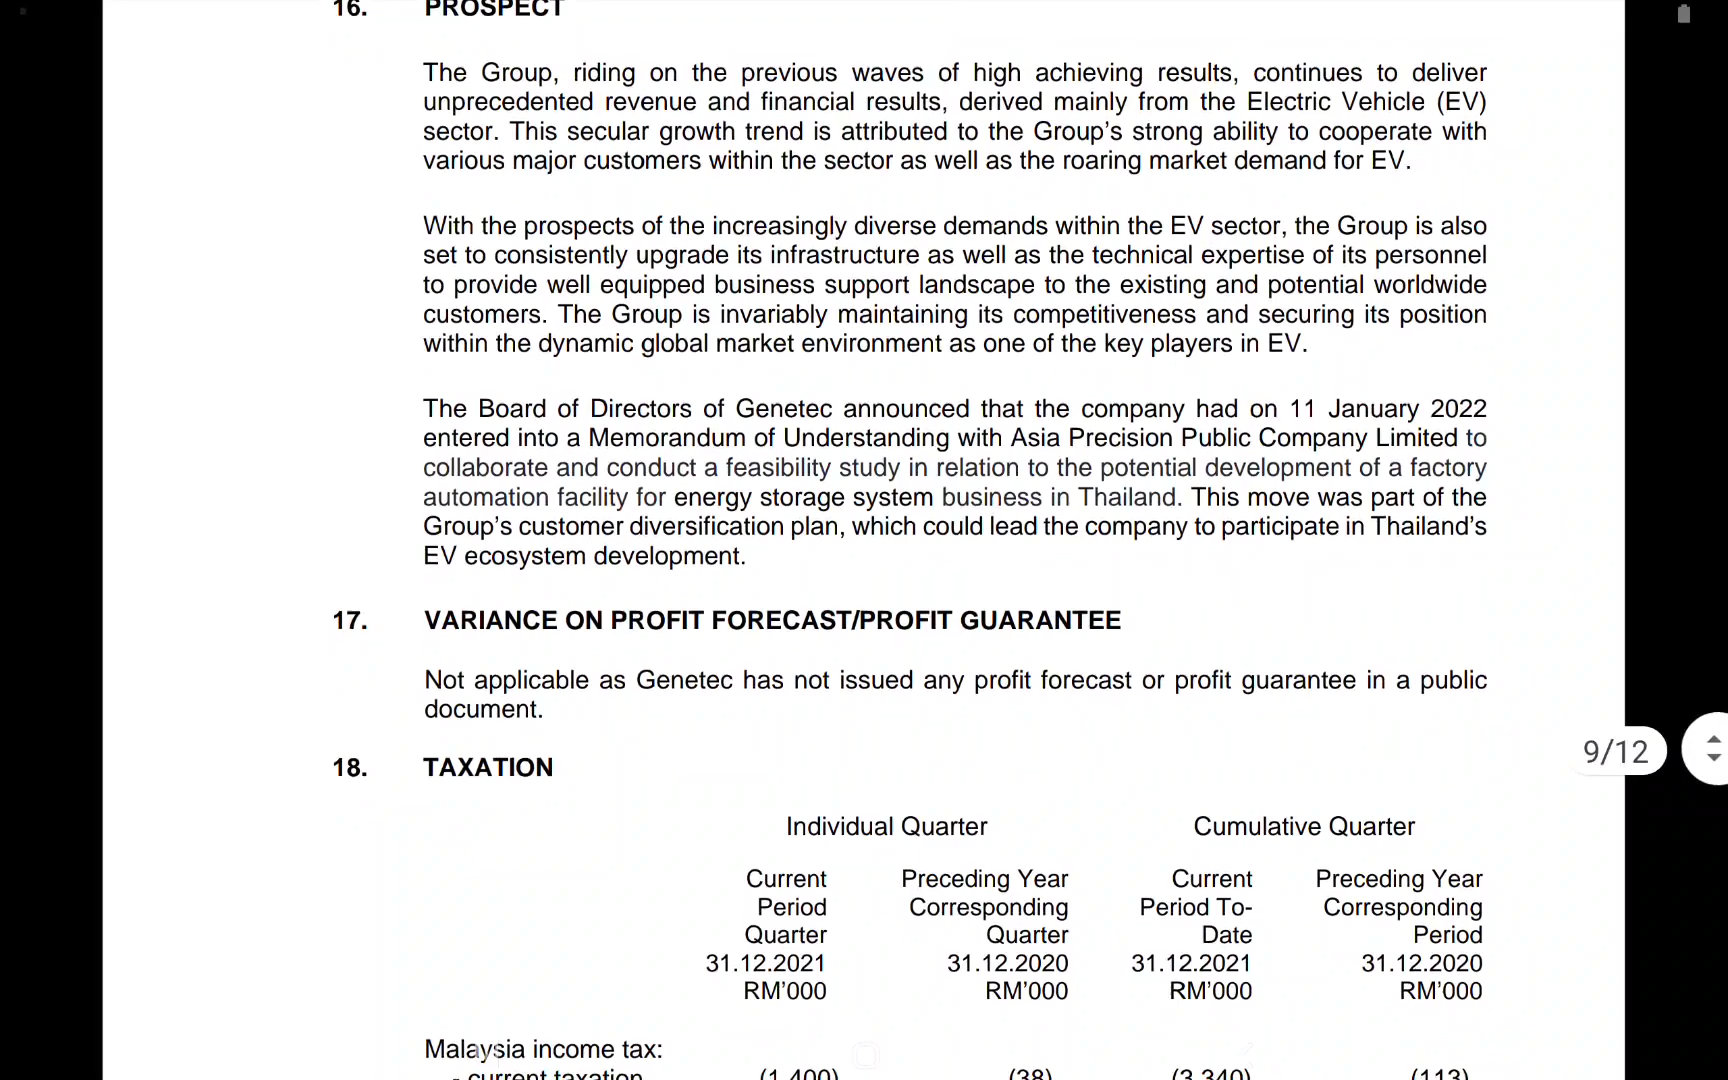 16. PROSPECT
The Group, riding on the previous waves of high achieving results, continues to deliver
unprecedented revenue and financial results, derived mainly from the Electric Vehicle (EV)
sector. This secular growth trend is attributed to the Group’s strong ability to cooperate with
various major customers within the sector as well as the roaring market demand for EV.
With the prospects of the increasingly diverse demands within the EV sector, the Group is also
set to consistently upgrade its infrastructure as well as the technical expertise of its personnel
to provide well equipped business support landscape to the existing and potential worldwide
customers. The Group is invariably maintaining its competitiveness and securing its position
within the dynamic global market environment as one of the key players in EV.
The Board of Directors of Genetec announced that the company had on 11 January 2022
entered into a Memorandum of Understanding with Asia Precision Public Company Limited to
collaborate and conduct a feasibility study in relation to the potential development of a factory
automation facility for energy storage system business in Thailand. This move was part of the
Group’s customer diversification plan, which could lead the company to participate in Thailand’s
EV ecosystem development.
17. VARIANCE ON PROFIT FORECAST/PROFIT GUARANTEE
Not applicable as Genetec has not issued any profit forecast or profit guarantee in a public
document.
9/12
18. TAXATION
Individual Quarter Cumulative Quarter
Current Preceding Year Current Preceding Year
Period Corresponding Period To- Corresponding
Quarter Quarter Date Period
31.12.2021 31.12.2020 31.12.2021 31.12.2020
RM’000 RM’000 RM’000 RM’000
Malaysia income tax:
- current taxation (1,400) (38) (3,340) (113)